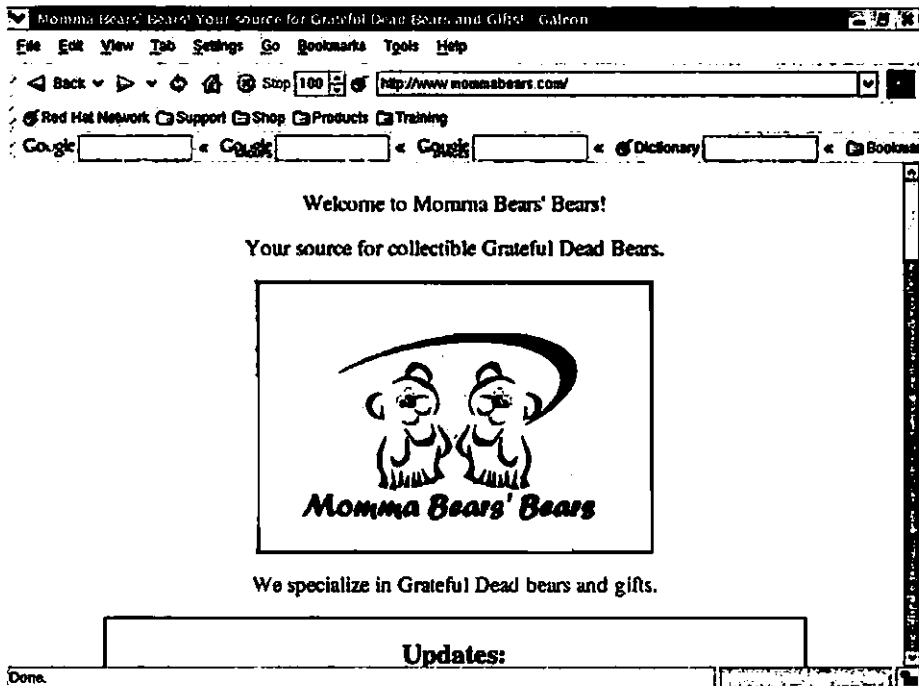 Momma Bears' Bears! Your source for Grateful Dead Bears and Gifts! - Galeon
File Edit View Tab Settings Go Bookmarks Tools Help
Back Stop 100 http://www.mommabears.com/
Red Hat Network Support Shop Products Training
Google « Google « Google « Dictionary « Bookmar
Welcome to Momma Bears' Bears!
Your source for collectible Grateful Dead Bears.
Momma Bears' Bears
We specialize in Grateful Dead bears and gifts.
Updates:
Done.